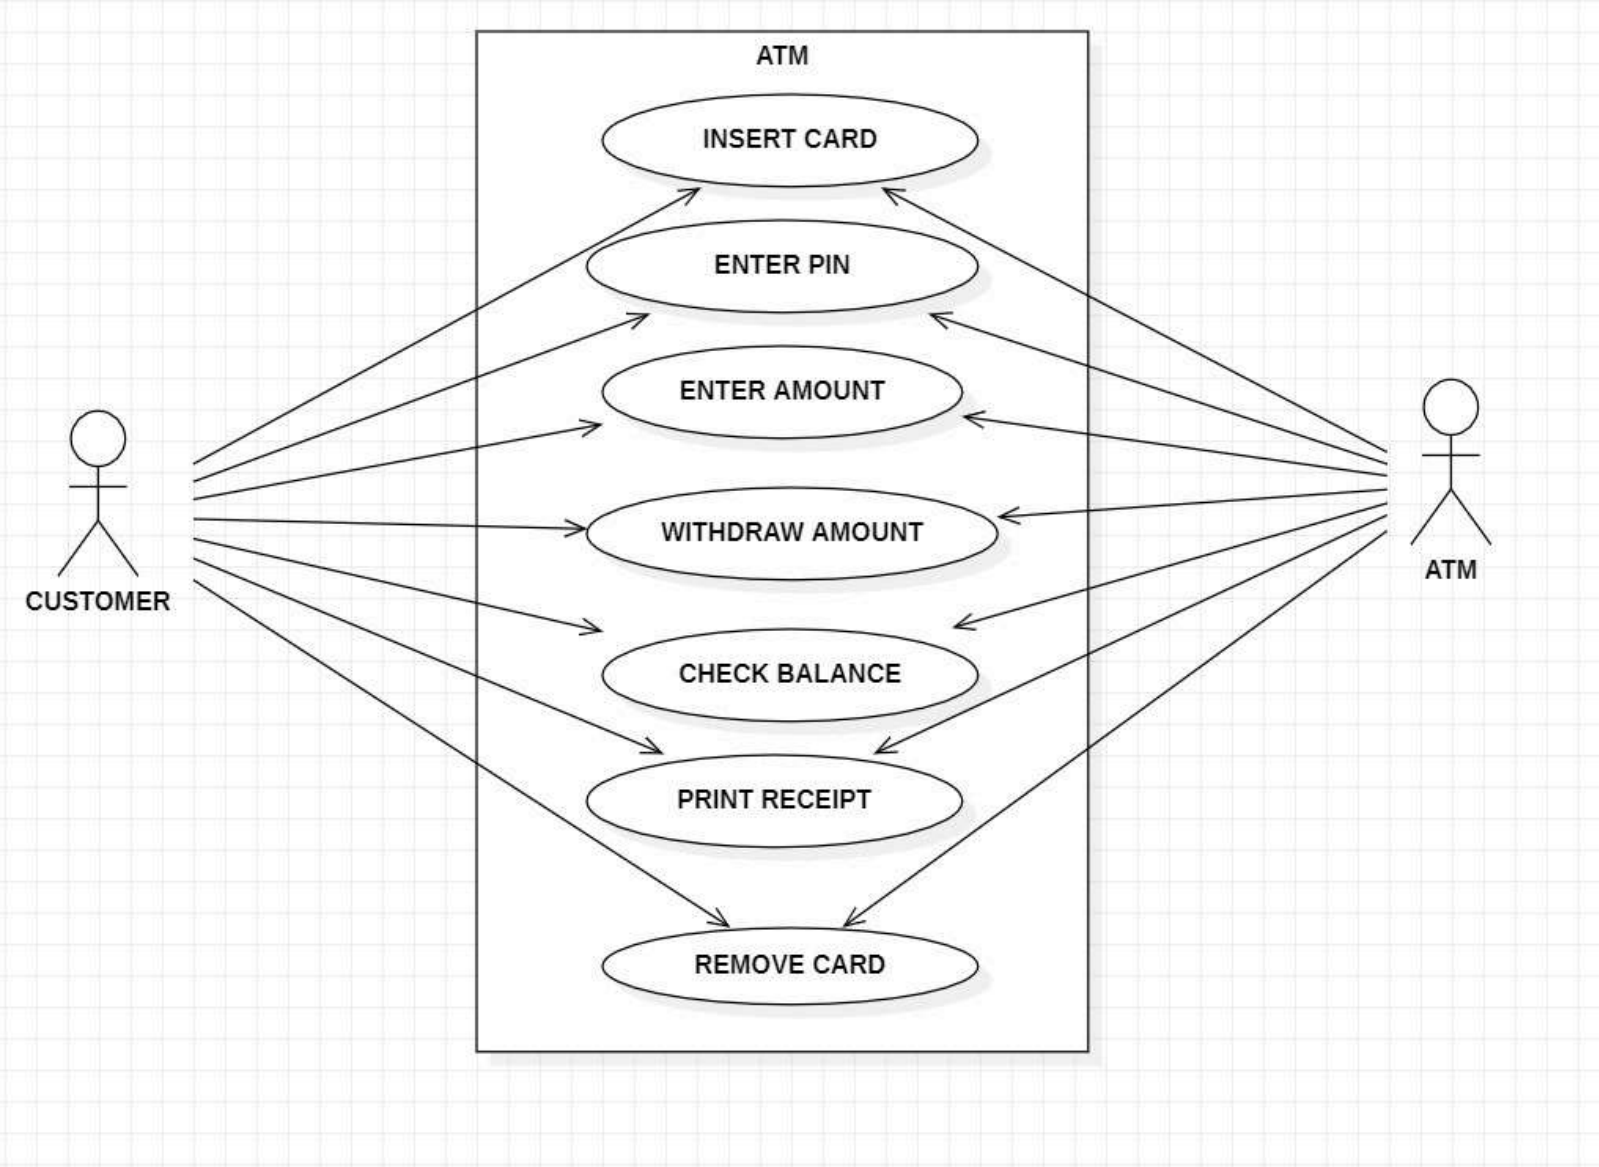 ATM
INSERT CARD
ENTER PIN
ENTER AMOUNT
WITHDRAW AMOUNT
CHECK BALANCE
PRINT RECEIPT
REMOVE CARD
CUSTOMER
ATM